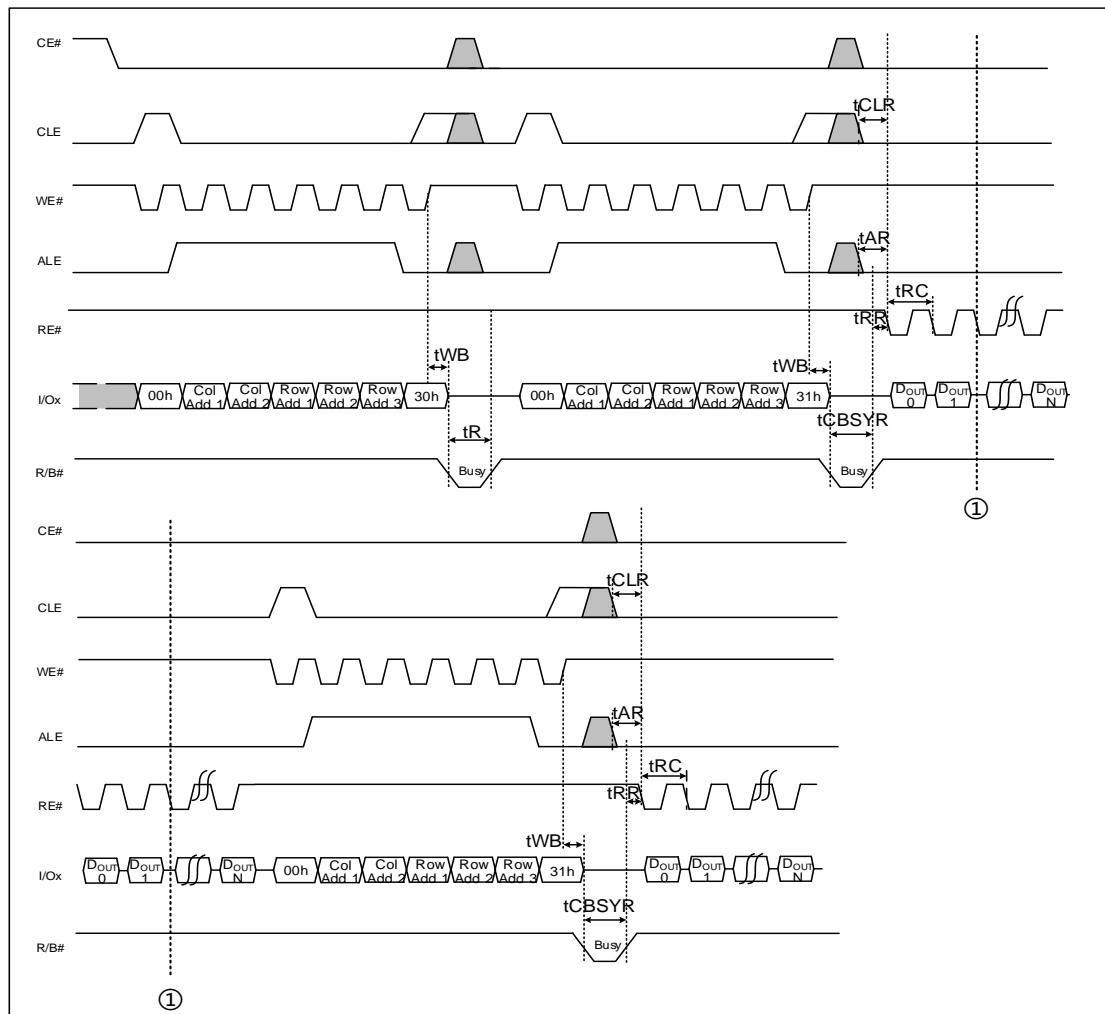 CE#
tCLR
CLE
WE#
tAR
ALE
tRC
tRR
RE#
tWB
tWB
I/Ox
00h
Col Add 1
Col Add 2
Row Add 1
Row Add 2
Row Add 3
30h
00h
Col Add 1
Col Add 2
Row Add 1
Row Add 2
Row Add 3
31h
DOUT 0
DOUT 1
DOUT N
tR
tCBSYR
R/B#
Busy
Busy
①
CE#
tCLR
CLE
WE#
tAR
ALE
tRC
tRR
RE#
tWB
I/Ox
DOUT 0
DOUT 1
DOUT N
00h
Col Add 1
Col Add 2
Row Add 1
Row Add 2
Row Add 3
31h
DOUT 0
DOUT 1
DOUT N
tCBSYR
R/B#
Busy
①